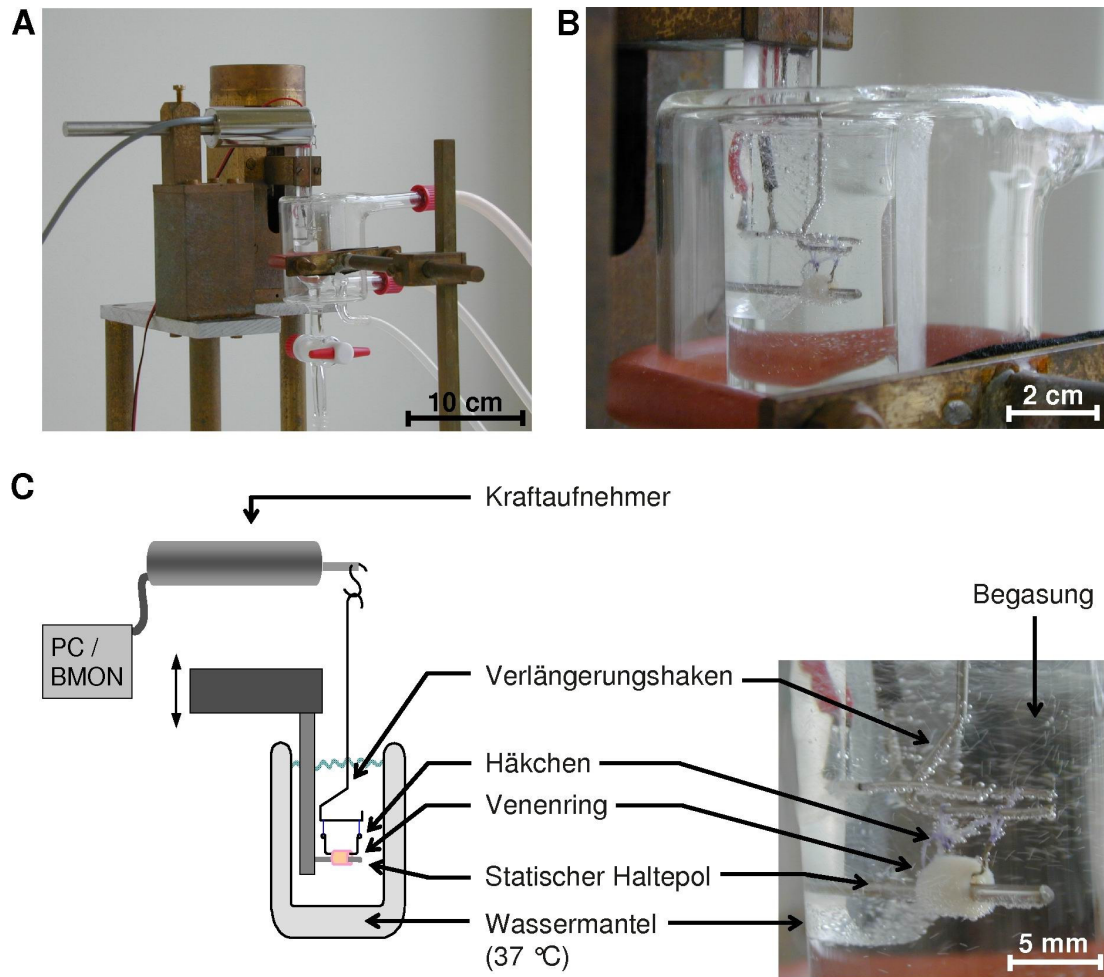 A
B
10 cm
2 cm
C
Kraftaufnehmer
Begasung
PC /
BMON
Verlängerungshaken
Häkchen
Venenring
Statischer Haltepol
Wassermantel
(37 °C)
5 mm